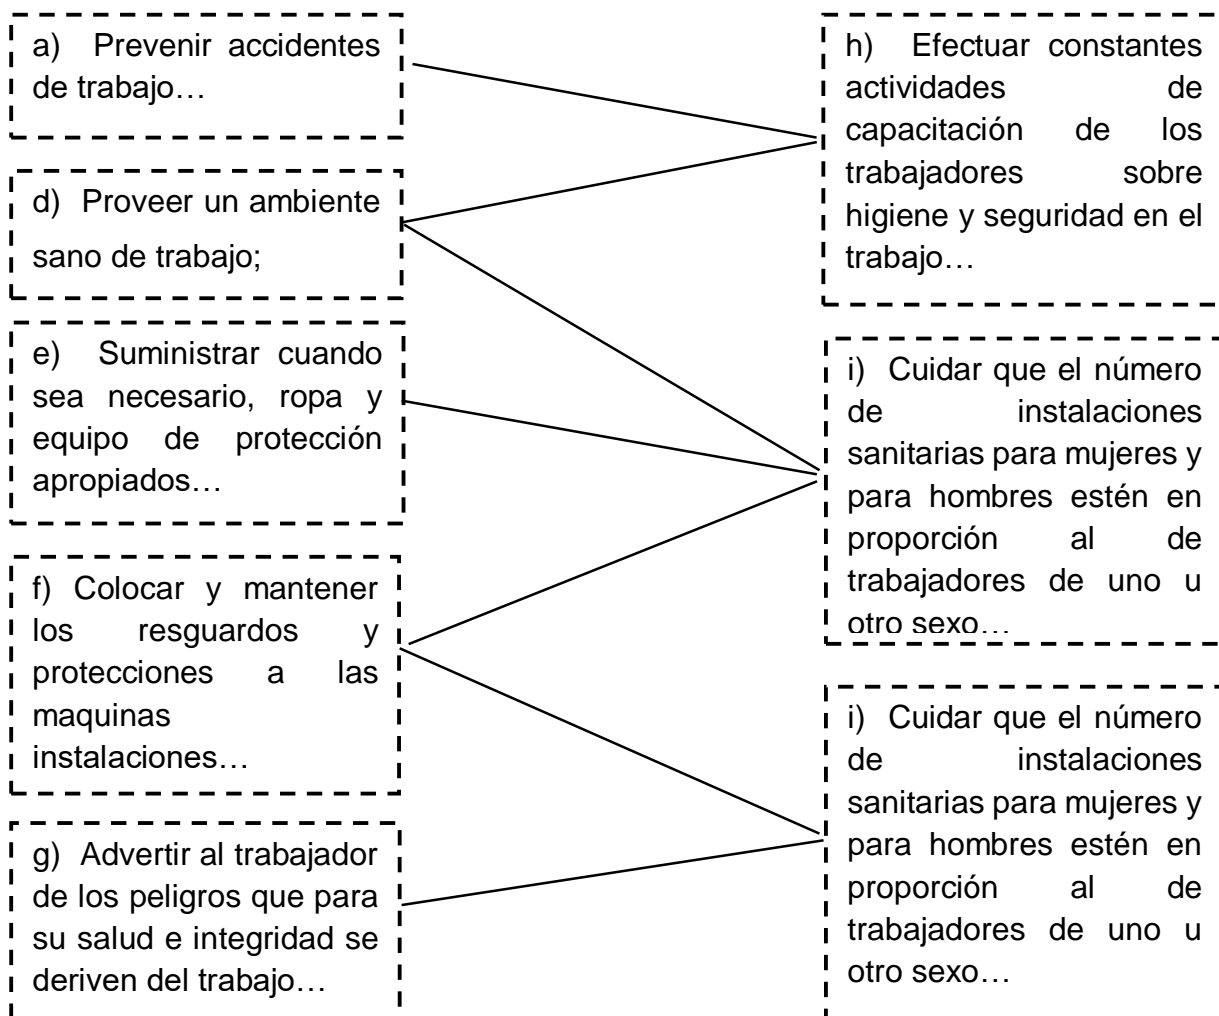 a) Prevenir accidentes
de trabajo…
d) Proveer un ambiente
sano de trabajo;
e) Suministrar cuando
sea necesario, ropa y
equipo de protección
apropiados…
f) Colocar y mantener
los resguardos y
protecciones a las
maquinas
instalaciones…
g) Advertir al trabajador
de los peligros que para
su salud e integridad se
deriven del trabajo…
h) Efectuar constantes
actividades de
capacitación de los
trabajadores sobre
higiene y seguridad en el
trabajo…
i) Cuidar que el número
de instalaciones
sanitarias para mujeres y
para hombres estén en
proporción al de
trabajadores de uno u
otro sexo…
i) Cuidar que el número
de instalaciones
sanitarias para mujeres y
para hombres estén en
proporción al de
trabajadores de uno u
otro sexo…